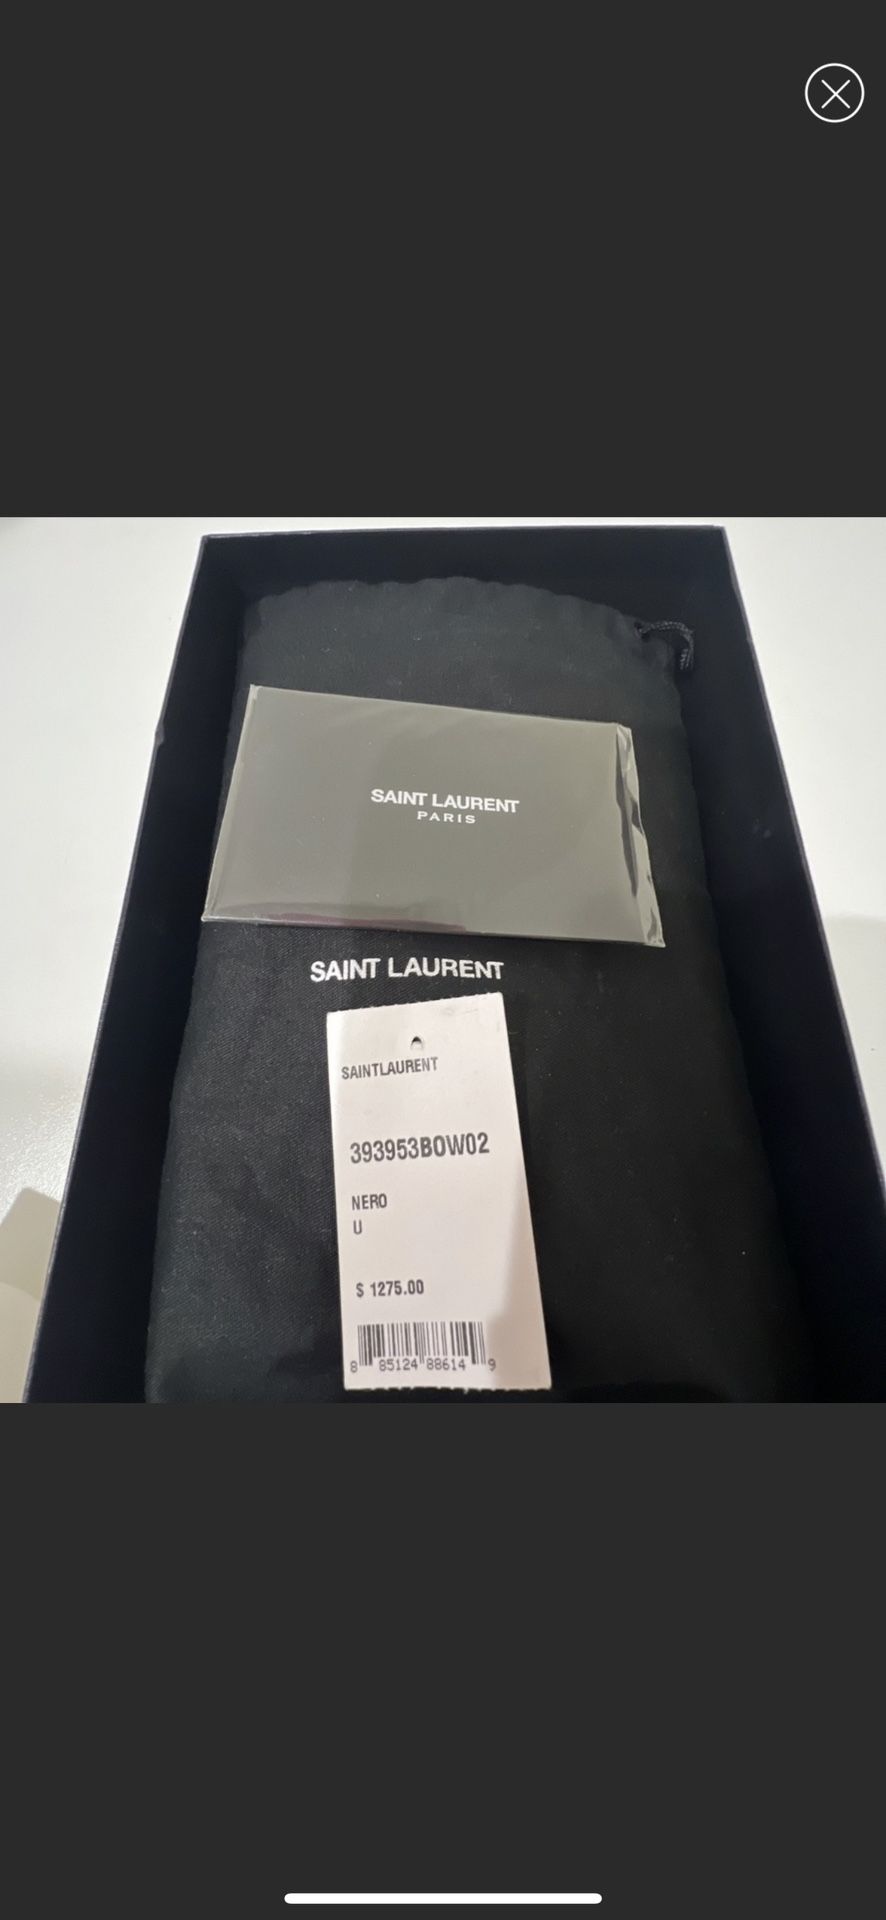 SAINT LAURENT
PARIS
SAINT LAURENT
SAINTLAURENT
393953BOW02
NERO
U
$ 1275.00
8 85124 88614 9